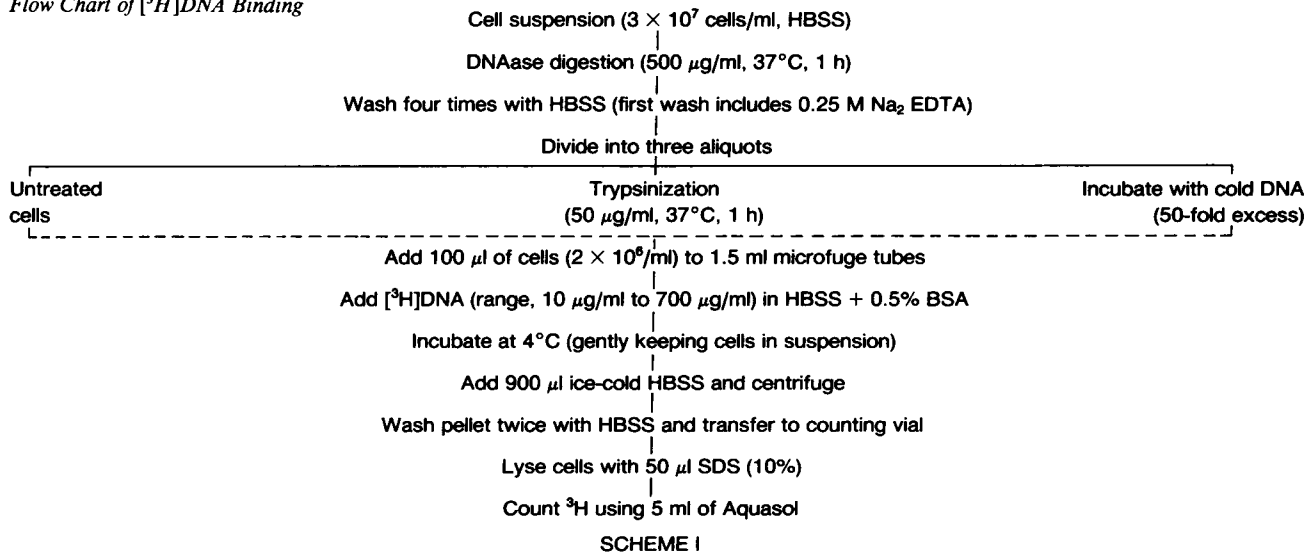 Flow Chart of [³H]DNA Binding
Cell suspension (3 × 10⁷ cells/ml, HBSS)
DNAase digestion (500 μg/ml, 37°C, 1 h)
Wash four times with HBSS (first wash includes 0.25 M Na₂ EDTA)
Divide into three aliquots
Untreated Trypsinization Incubate with cold DNA
cells (50 μg/ml, 37°C, 1 h) (50-fold excess)
Add 100 μl of cells (2 × 10⁶/ml) to 1.5 ml microfuge tubes
Add [³H]DNA (range, 10 μg/ml to 700 μg/ml) in HBSS + 0.5% BSA
Incubate at 4°C (gently keeping cells in suspension)
Add 900 μl ice-cold HBSS and centrifuge
Wash pellet twice with HBSS and transfer to counting vial
Lyse cells with 50 μl SDS (10%)
Count ³H using 5 ml of Aquasol
SCHEME I